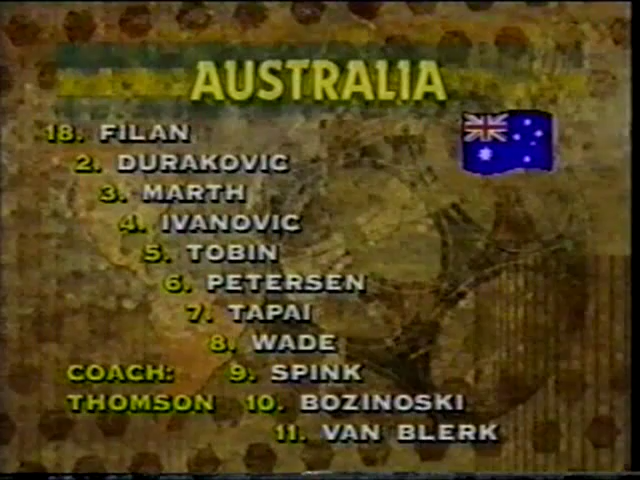 AUSTRALIA
18. FILAN
2. DURAKOVIC
3. MARTH
4. IVANOVIC
5. TOBIN
6. PETERSEN
7. TAPAI
8. WADE
COACH: 9. SPINK
THOMSON 10. BOZINOSKI
11. VAN BLERK